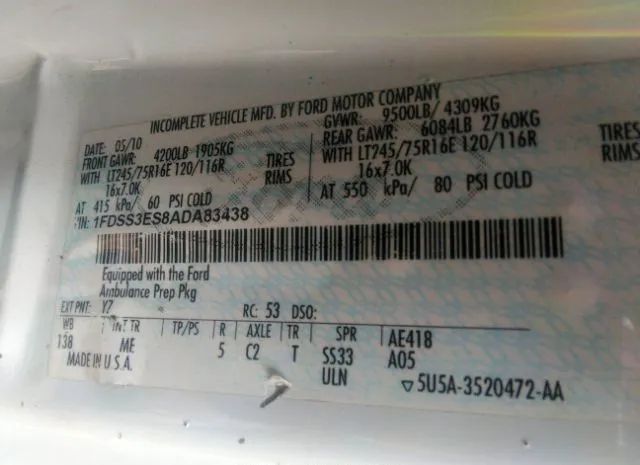 INCOMPLETE VEHICLE MFD. BY FORD MOTOR COMPANY
DATE: 05/10 GVWR: 9500LB/ 4309KG
FRONT GAWR: 4200LB 1905KG REAR GAWR: 6084LB 2760KG
WITH LT245/75R16E 120/116R TIRES WITH LT245/75R16E 120/116R TIRES
16x7.0K RIMS 16x7.0K RIMS
AT 415 kPa/ 60 PSI COLD AT 550 kPa/ 80 PSI COLD
VIN: 1FDSS3ES8ADA83438
Equipped with the Ford
Ambulance Prep Pkg
EXT PNT: YZ RC: 53 DSO:
WB INT TR TP/PS R AXLE TR SPR AE418
138 ME 5 C2 T SS33 A05
MADE IN U.S.A. ULN ▽5U5A-3520472-AA